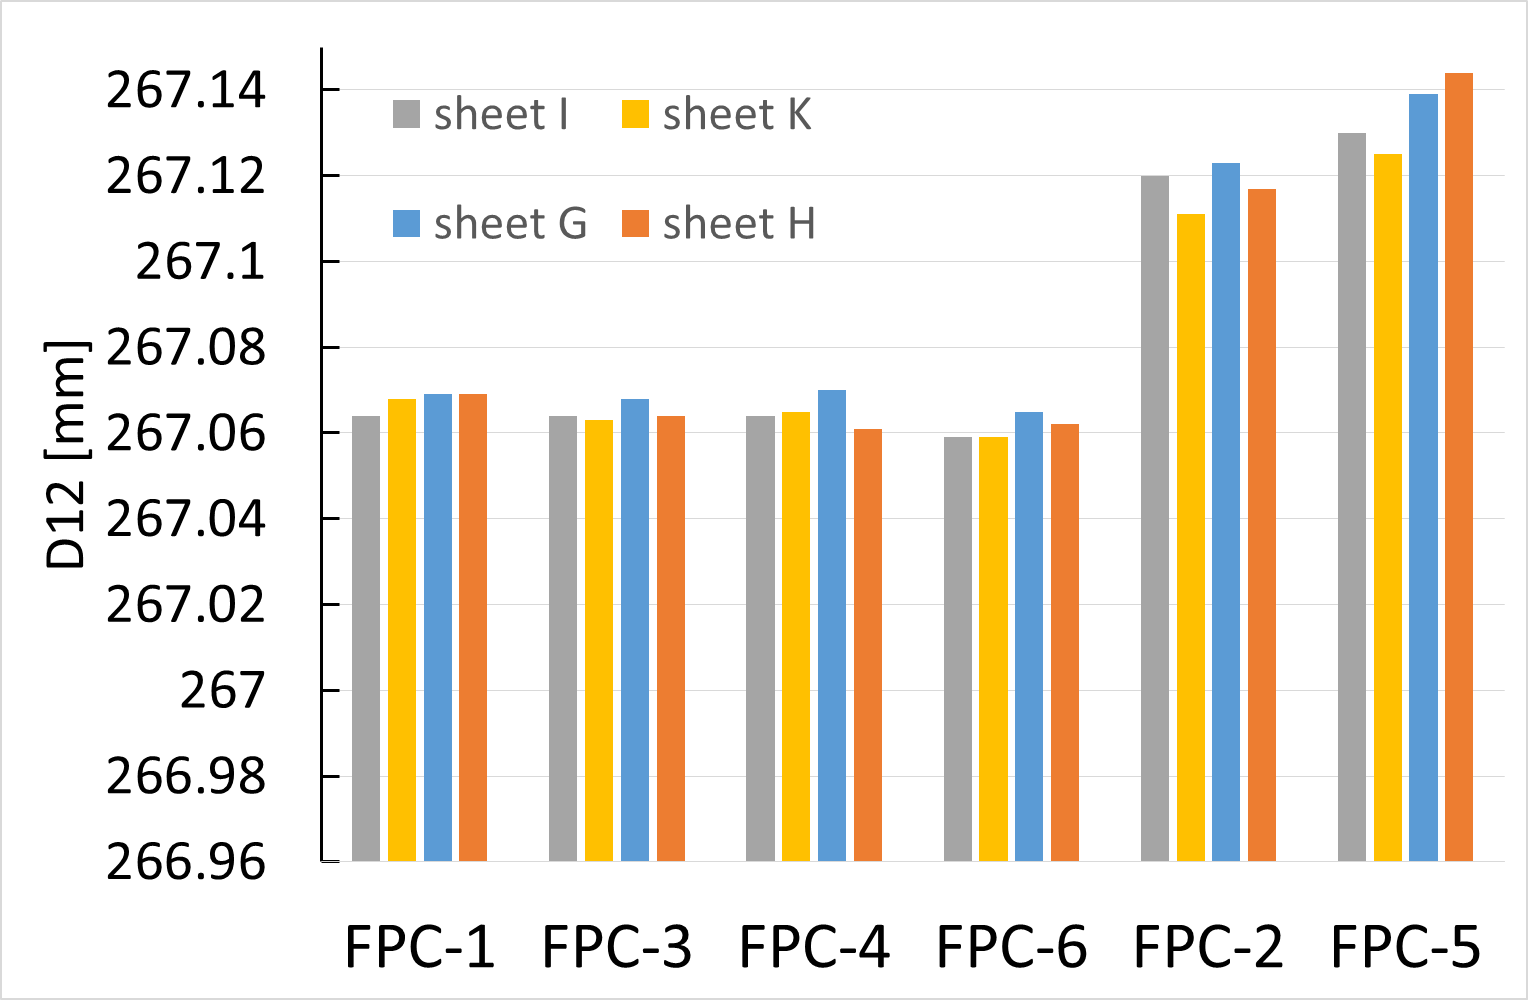 267.14
267.12
267.1
267.08
267.06
267.04
267.02
267
266.98
266.96
D12 [mm]
sheet I sheet K
sheet G sheet H
FPC-1 FPC-3 FPC-4 FPC-6 FPC-2 FPC-5